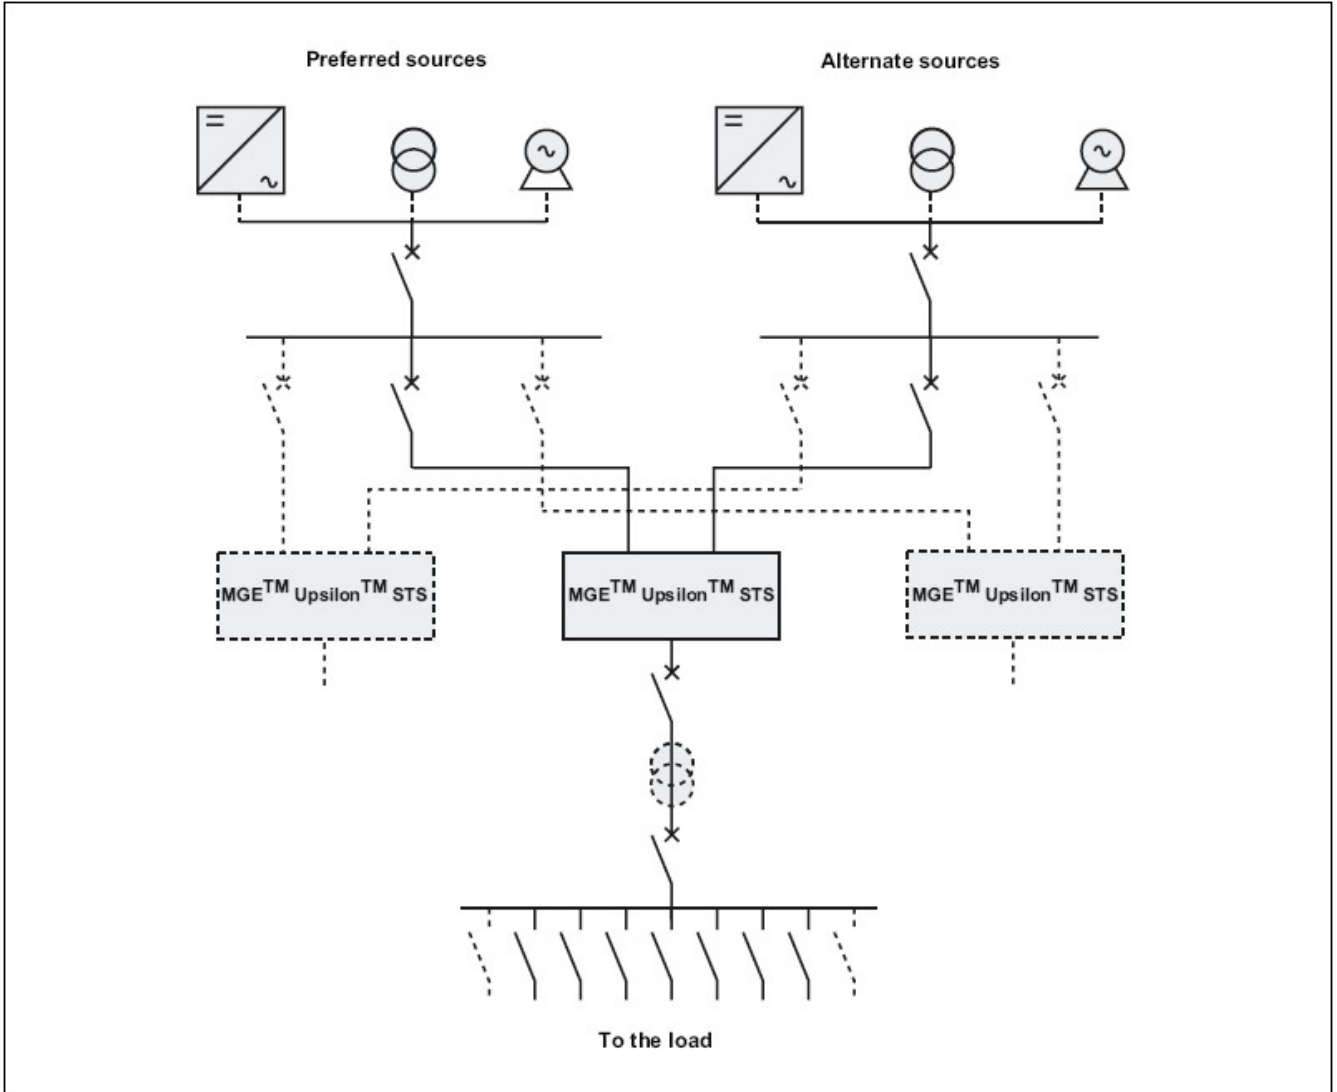 Preferred sources
Alternate sources
MGE™ Upsilon™ STS
MGE™ Upsilon™ STS
MGE™ Upsilon™ STS
To the load